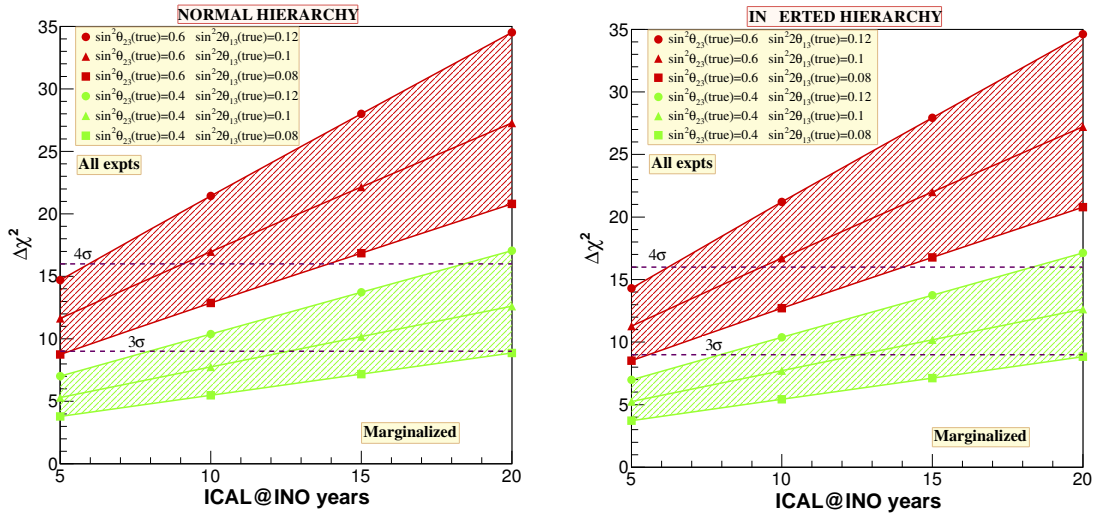 NORMAL HIERARCHY
sin²θ₂₃(true)=0.6 sin²2θ₁₃(true)=0.12
sin²θ₂₃(true)=0.6 sin²2θ₁₃(true)=0.1
sin²θ₂₃(true)=0.6 sin²2θ₁₃(true)=0.08
sin²θ₂₃(true)=0.4 sin²2θ₁₃(true)=0.12
sin²θ₂₃(true)=0.4 sin²2θ₁₃(true)=0.1
sin²θ₂₃(true)=0.4 sin²2θ₁₃(true)=0.08
All expts
4σ
3σ
Marginalized
Δχ²
35
30
25
20
15
10
5
0
5 10 15 20
ICAL@INO years
IN ERTED HIERARCHY
sin²θ₂₃(true)=0.6 sin²2θ₁₃(true)=0.12
sin²θ₂₃(true)=0.6 sin²2θ₁₃(true)=0.1
sin²θ₂₃(true)=0.6 sin²2θ₁₃(true)=0.08
sin²θ₂₃(true)=0.4 sin²2θ₁₃(true)=0.12
sin²θ₂₃(true)=0.4 sin²2θ₁₃(true)=0.1
sin²θ₂₃(true)=0.4 sin²2θ₁₃(true)=0.08
All expts
4σ
3σ
Marginalized
Δχ²
35
30
25
20
15
10
5
0
5 10 15 20
ICAL@INO years